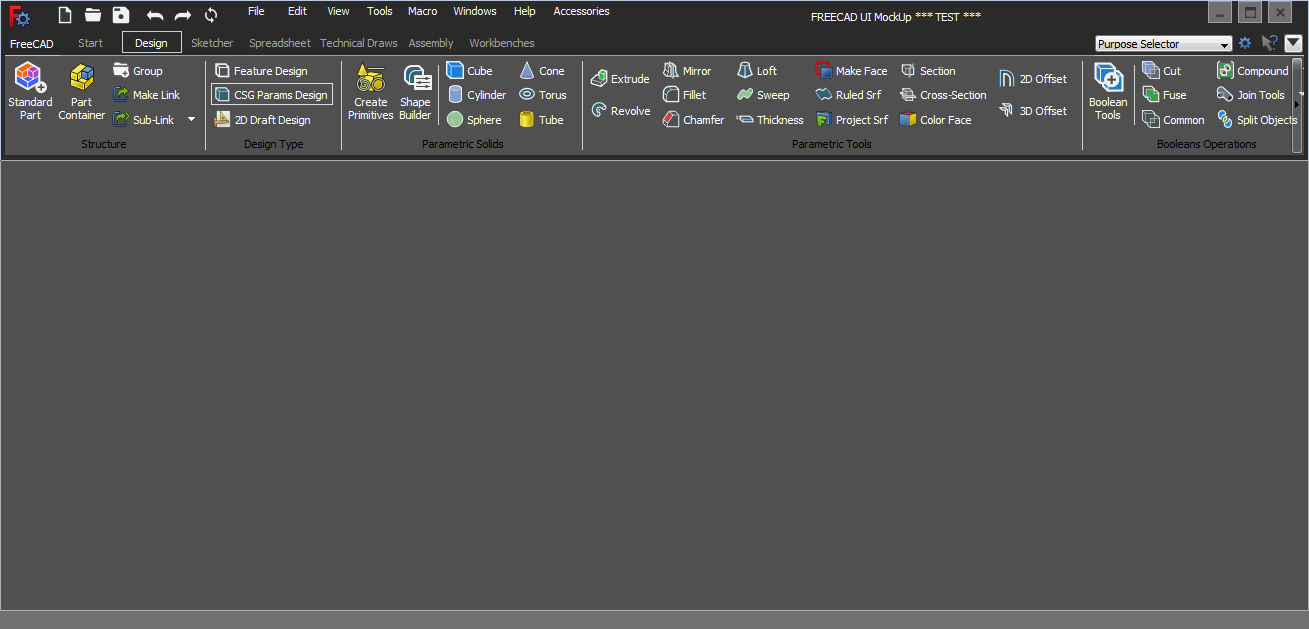 File Edit View Tools Macro Windows Help Accessories
FREECAD UI MockUp *** TEST ***
FreeCAD Start Design Sketcher Spreadsheet Technical Draws Assembly Workbenches
Purpose Selector
Standard Part
Part Container
Group
Make Link
Sub-Link
Structure
Feature Design
CSG Params Design
2D Draft Design
Design Type
Create Primitives
Shape Builder
Cube
Cylinder
Sphere
Cone
Torus
Tube
Parametric Solids
Extrude
Revolve
Mirror
Fillet
Chamfer
Loft
Sweep
Thickness
Make Face
Ruled Srf
Project Srf
Section
Cross-Section
Color Face
2D Offset
3D Offset
Parametric Tools
Boolean Tools
Cut
Fuse
Common
Compound
Join Tools
Split Objects
Booleans Operations